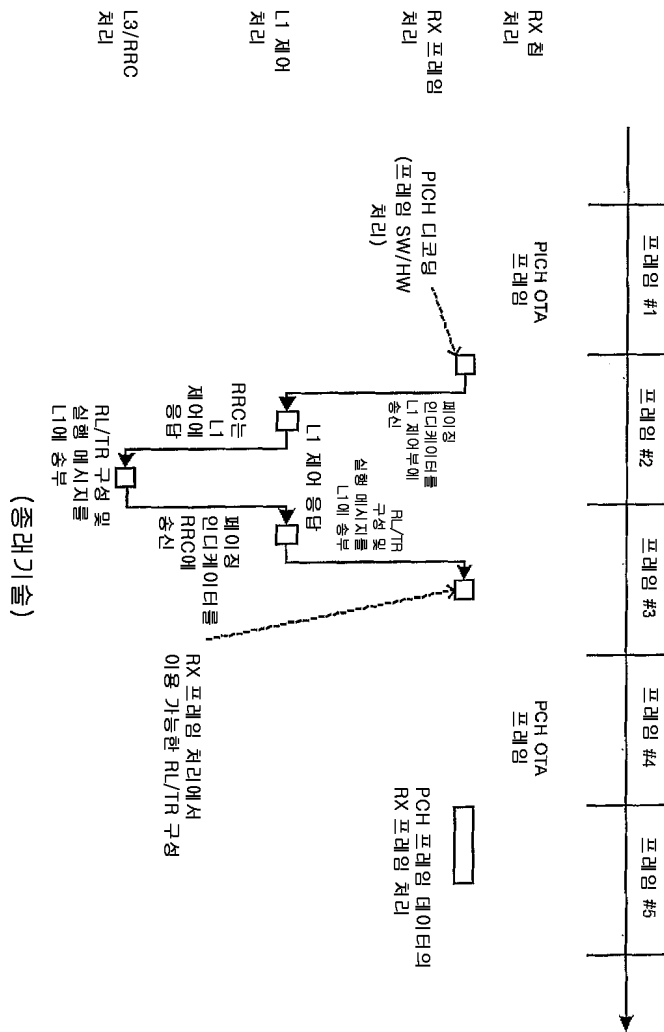 프레임 #1
프레임 #2
프레임 #3
프레임 #4
프레임 #5
RX 칩
처리
PICH OTA
프레임
PCH OTA
프레임
RX 프레임
처리
PICH 디코딩
(프레임 SW/HW
처리)
페이징
인디케이터를
L1 제어부에
송신
RL/TR
구성 및
실행 메시지를
L1에 송부
PCH 프레임 데이터의
RX 프레임 처리
L1 제어
처리
L1 제어 응답
RRC는
L1
제어에
응답
페이징
인디케이터를
RRC에
송신
RX 프레임 처리에서
이용 가능한 RL/TR 구성
L3/RRC
처리
RL/TR 구성 및
실행 메시지를
L1에 송부
(종래기술)